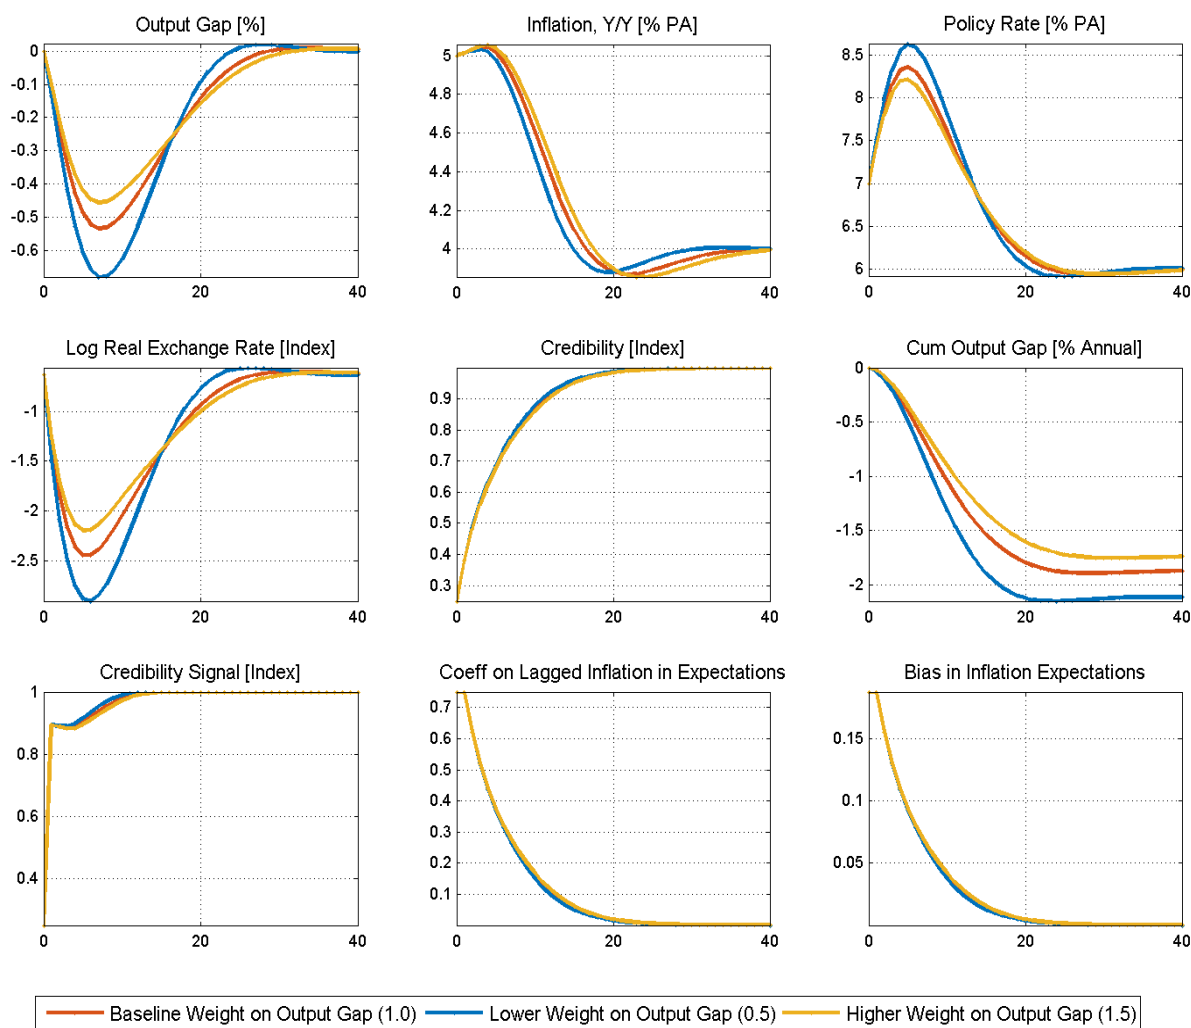 Output Gap [%]
0
-0.1
-0.2
-0.3
-0.4
-0.5
-0.6
0 20 40
Inflation, Y/Y [% PA]
5
4.8
4.6
4.4
4.2
4
0 20 40
Policy Rate [% PA]
8.5
8
7.5
7
6.5
6
0 20 40
Log Real Exchange Rate [Index]
-1
-1.5
-2
-2.5
0 20 40
Credibility [Index]
0.9
0.8
0.7
0.6
0.5
0.4
0.3
0 20 40
Cum Output Gap [% Annual]
0
-0.5
-1
-1.5
-2
0 20 40
Credibility Signal [Index]
1
0.8
0.6
0.4
0 20 40
Coeff on Lagged Inflation in Expectations
0.7
0.6
0.5
0.4
0.3
0.2
0.1
0 20 40
Bias in Inflation Expectations
0.15
0.1
0.05
0 20 40
Baseline Weight on Output Gap (1.0) Lower Weight on Output Gap (0.5) Higher Weight on Output Gap (1.5)